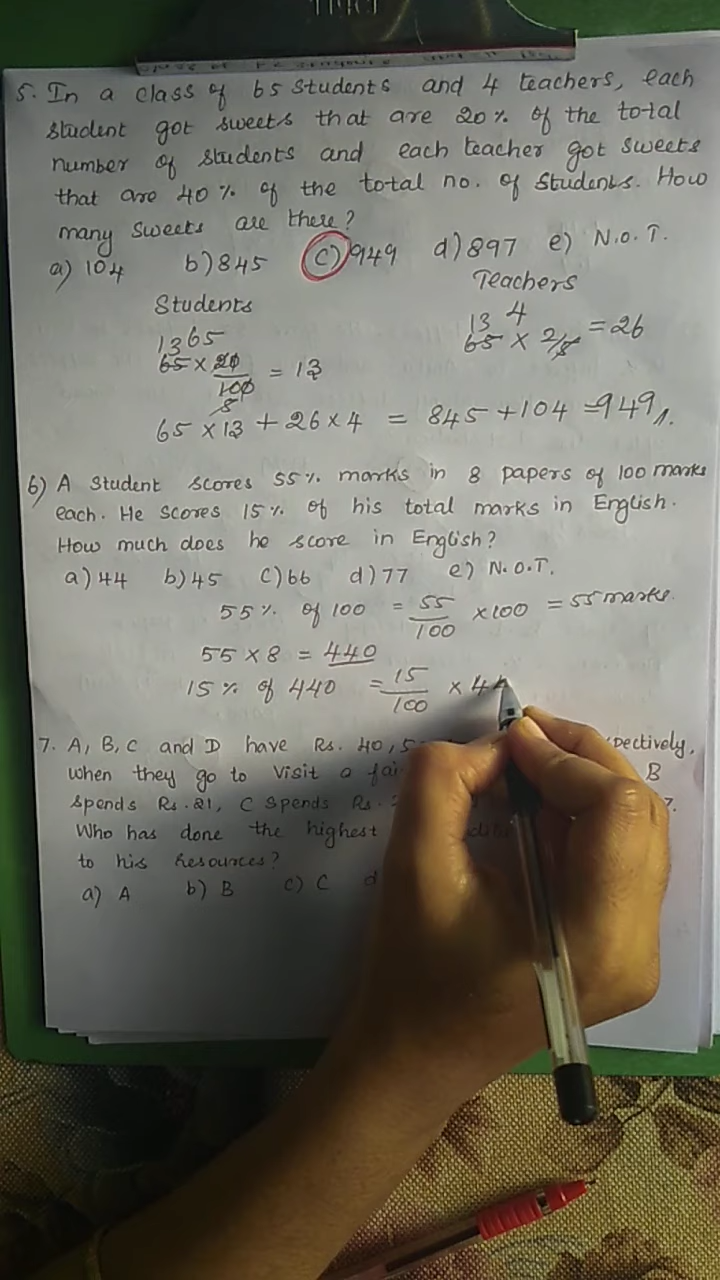 5. In a class of 65 students and 4 teachers, each
student got sweets that are 20% of the total
number of students and each teacher got sweets
that are 40% of the total no. of students. How
many sweets are there?
a) 104 b) 845 c) 949 d) 897 e) N.O.T.
Students Teachers
13 65 13 4
65 × 20/100 = 13 65 × 2/5 = 26
5
65 × 13 + 26 × 4 = 845 + 104 = 949
6) A student scores 55% marks in 8 papers of 100 marks
each. He scores 15% of his total marks in English.
How much does he score in English?
a) 44 b) 45 c) 66 d) 77 e) N.O.T.
55% of 100 = 55/100 × 100 = 55 marks.
55 × 8 = 440
15% of 440 = 15/100 × 44
7. A, B, C and D have Rs. 40, pectively,
when they go to visit a B
spends Rs. 21, C spends Rs. 7.
Who has done the highest
to his resources?
a) A b) B c) C d